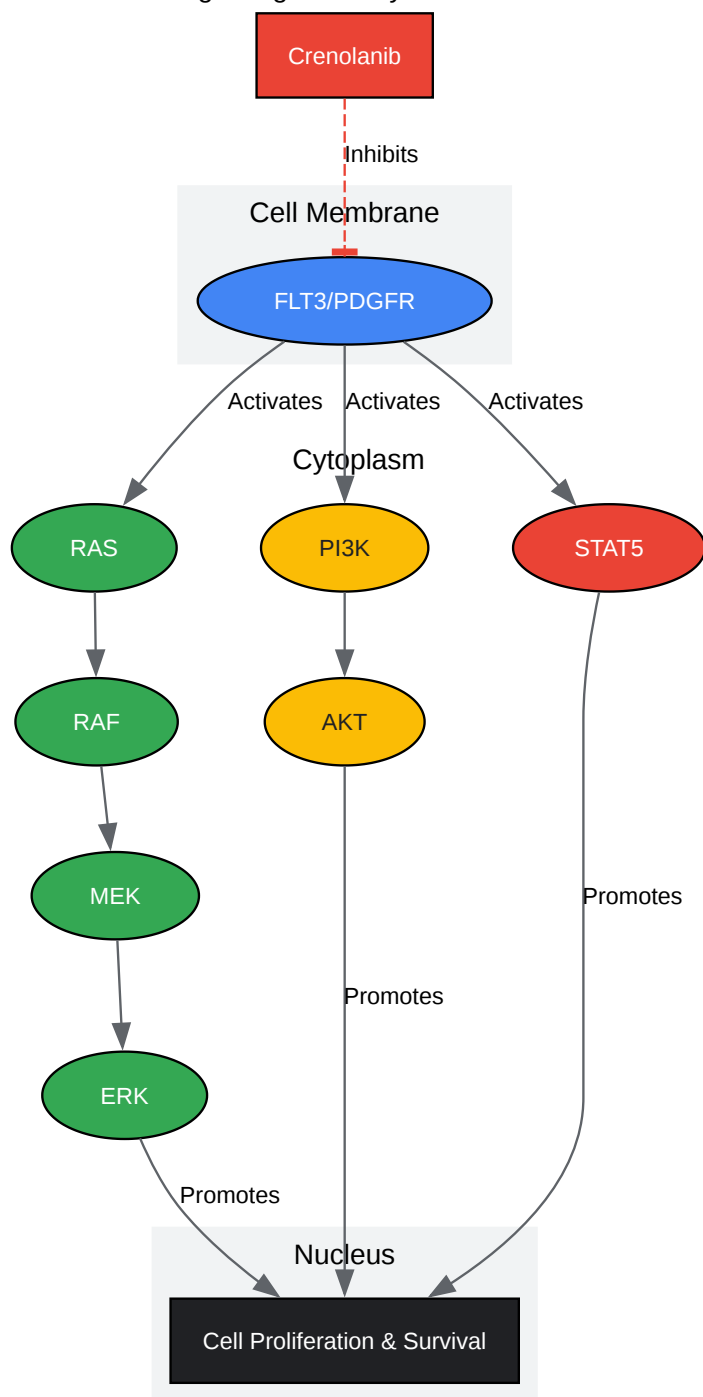 Crenolanib
Inhibits
Cell Membrane
FLT3/PDGFR
Activates
Activates
Activates
Cytoplasm
RAS
PI3K
STAT5
RAF
AKT
MEK
Promotes
Promotes
ERK
Promotes
Nucleus
Cell Proliferation & Survival